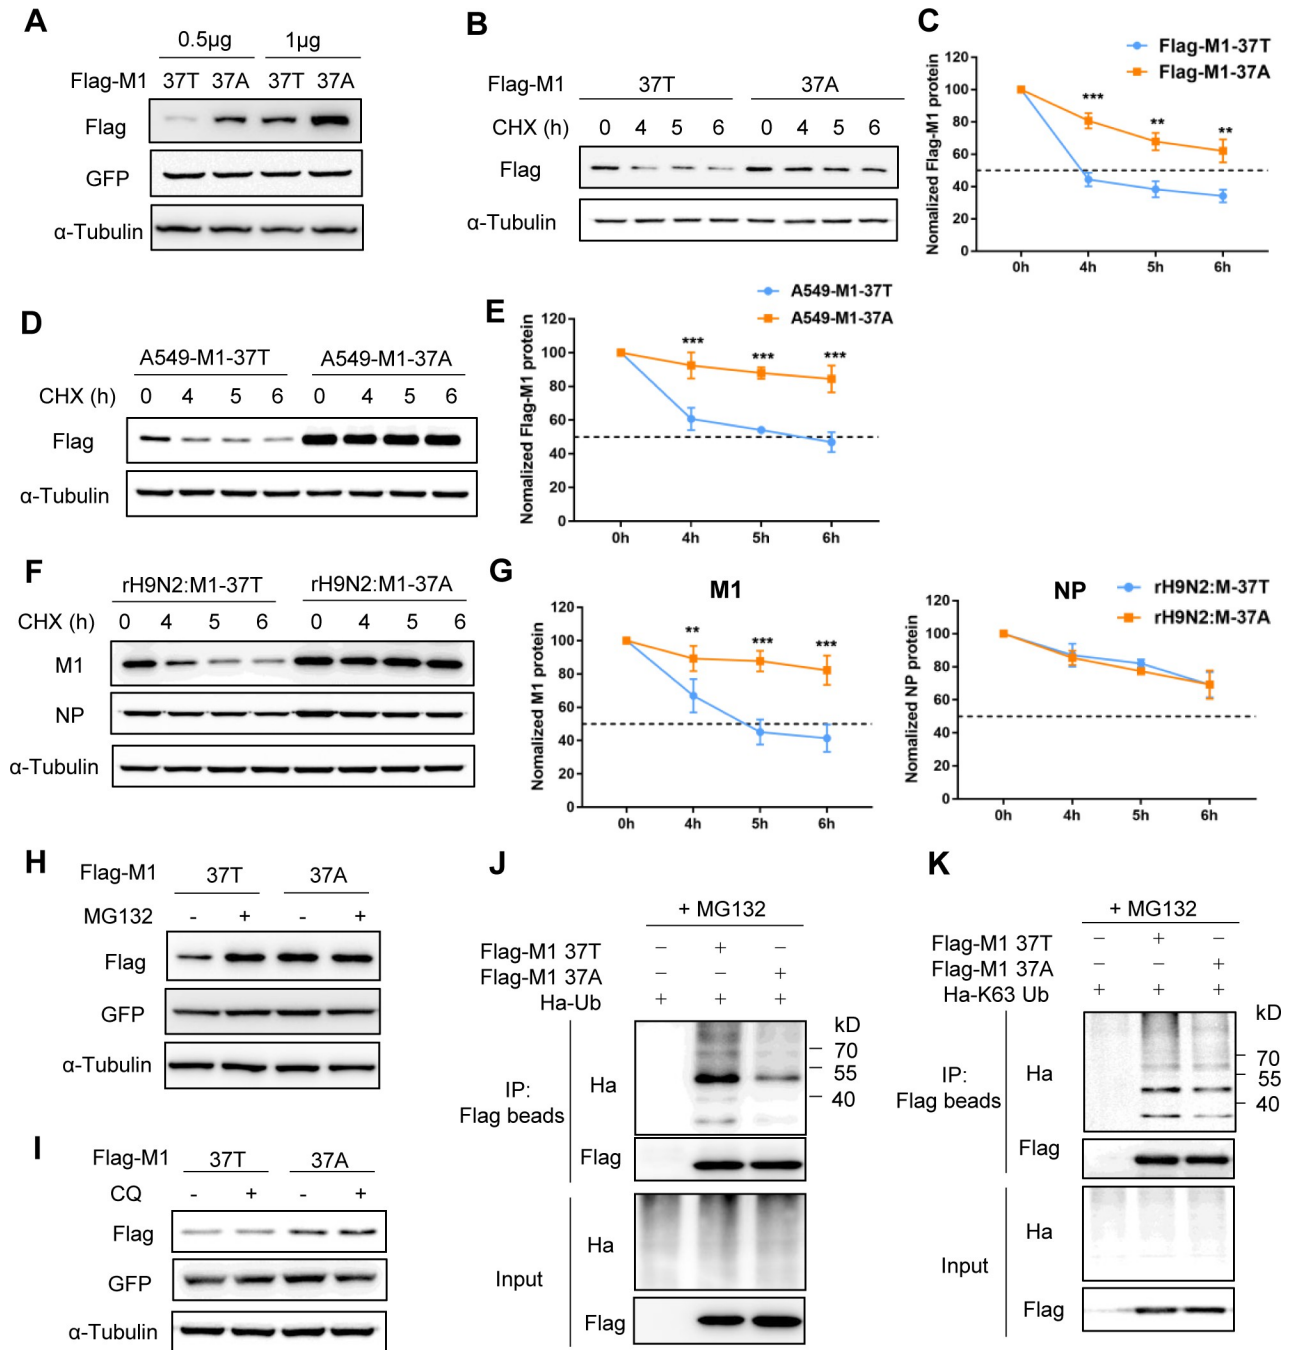 A
0.5μg 1μg
Flag-M1 37T 37A 37T 37A
Flag
GFP
α-Tubulin
B
Flag-M1 37T 37A
CHX (h) 0 4 5 6 0 4 5 6
Flag
α-Tubulin
C
Flag-M1-37T
Flag-M1-37A
Nomalized Flag-M1 protein
120
100
80
60
40
20
0
*** ** **
0h 4h 5h 6h
D
A549-M1-37T A549-M1-37A
CHX (h) 0 4 5 6 0 4 5 6
Flag
α-Tubulin
E
A549-M1-37T
A549-M1-37A
Nomalized Flag-M1 protein
120
100
80
60
40
20
0
*** *** ***
0h 4h 5h 6h
F
rH9N2:M1-37T rH9N2:M1-37A
CHX (h) 0 4 5 6 0 4 5 6
M1
NP
α-Tubulin
G
M1
Nomalized M1 protein
120
100
80
60
40
20
0
** *** ***
0h 4h 5h 6h
NP
rH9N2:M-37T
rH9N2:M-37A
Nomalized NP protein
120
100
80
60
40
20
0
0h 4h 5h 6h
H
Flag-M1 37T 37A
MG132 - + - +
Flag
GFP
α-Tubulin
I
Flag-M1 37T 37A
CQ - + - +
Flag
GFP
α-Tubulin
J
+ MG132
Flag-M1 37T − + −
Flag-M1 37A − − +
Ha-Ub + + +
kD
70
55
40
IP:
Flag beads
Ha
Flag
Input
Ha
Flag
K
+ MG132
Flag-M1 37T − + −
Flag-M1 37A − − +
Ha-K63 Ub + + +
kD
70
55
40
IP:
Flag beads
Ha
Flag
Input
Ha
Flag